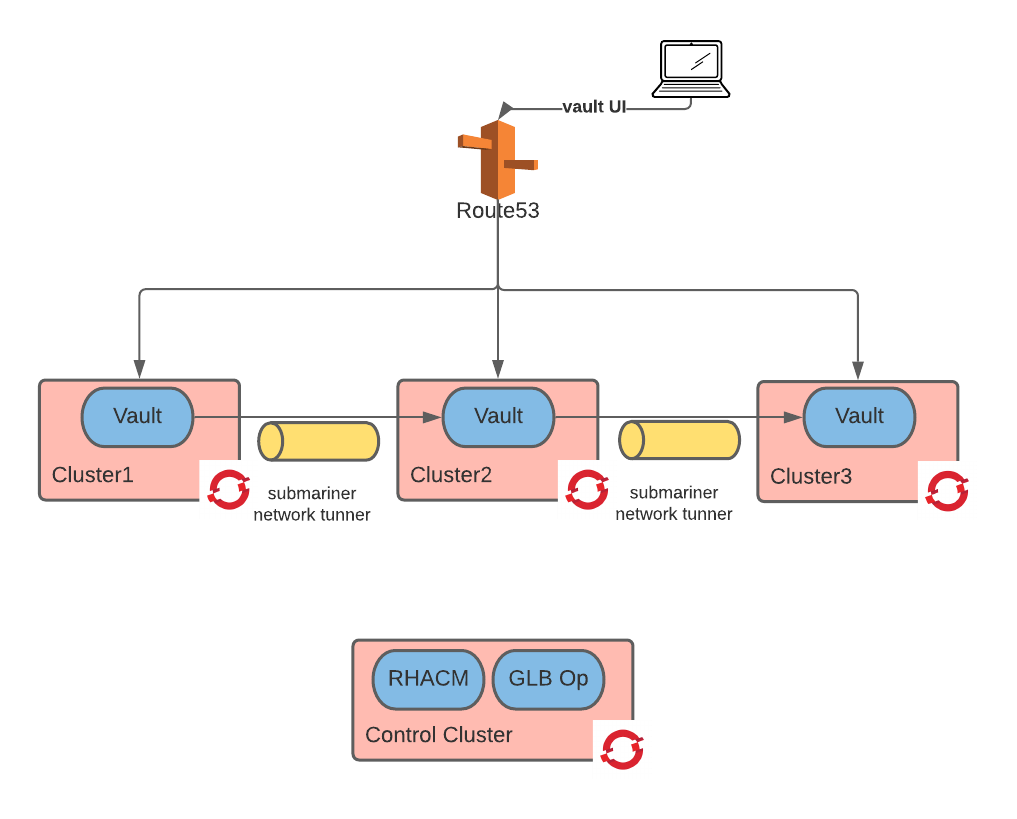 vault UI
Route53
Vault
Vault
Vault
Cluster1
Cluster2
Cluster3
submariner
network tunner
submariner
network tunner
RHACM
GLB Op
Control Cluster